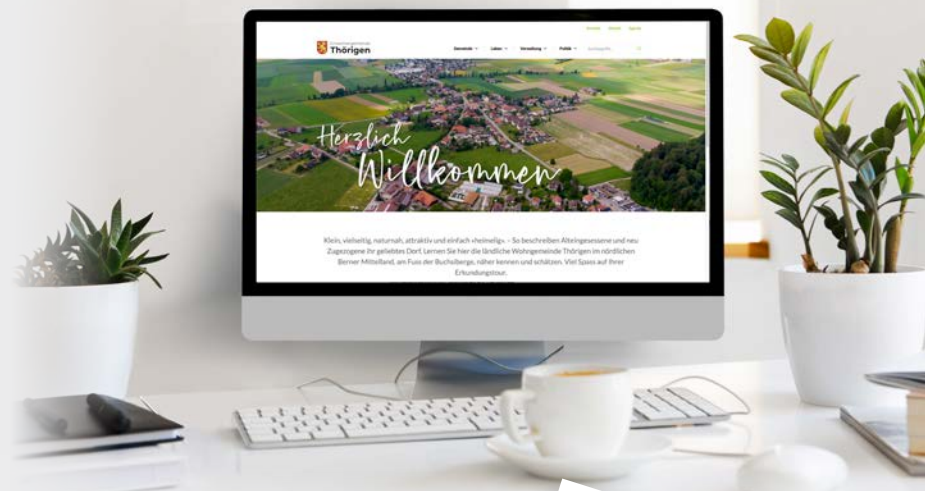 Einwohnergemeinde
Thörigen
Gemeinde Leben Verwaltung Politik
Herzlich
Willkommen
Klein, vielseitig, naturnah, attraktiv und einfach «heimelig». – So beschreiben Alteingesessene und neu
Zugezogene ihr geliebtes Dorf. Lernen Sie hier die ländliche Wohngemeinde Thörigen im nördlichen
Berner Mittelland, am Fuss der Buchsiberge, näher kennen und schätzen. Viel Spass auf Ihrer
Erkundungstour.